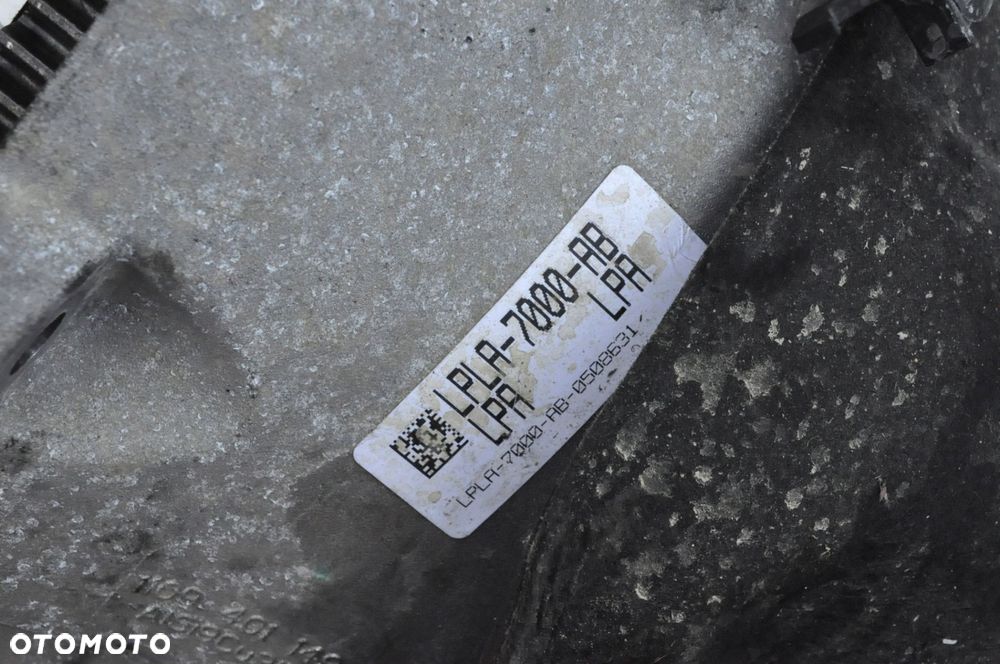 LPLA-7000-AB
LPA LPA
LPLA-7000-AB-0508631
OTOMOTO